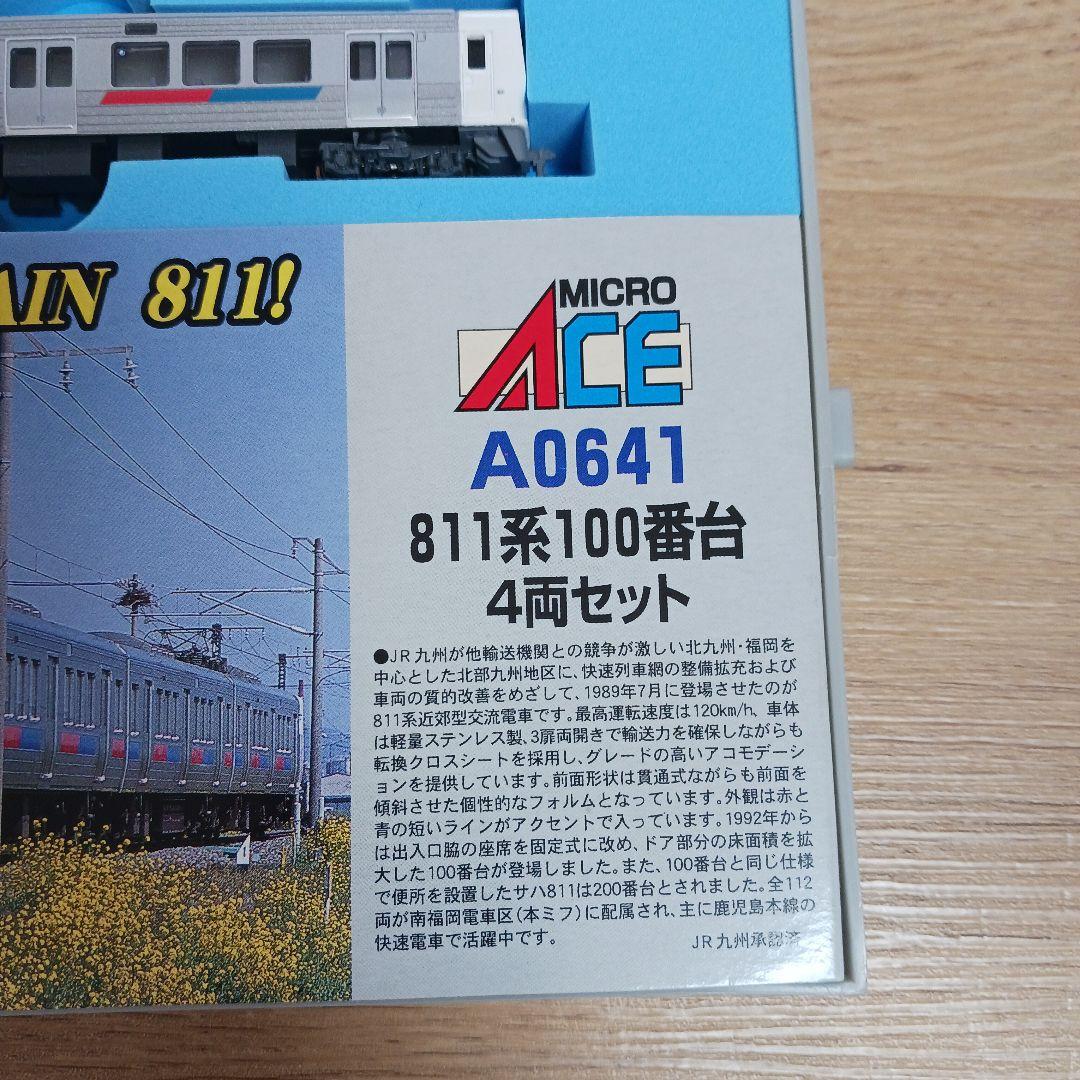 AIN 811!
MICRO
ACE
A0641
811系100番台
4両セット
●JR九州が他輸送機関との競争が激しい北九州・福岡を
中心とした北部九州地区に、快速列車網の整備拡充および
車両の質的改善をめざして、1989年7月に登場させたのが
811系近郊型交流電車です。最高運転速度は120km/h、車体
は軽量ステンレス製、3扉両開きで輸送力を確保しながらも
転換クロスシートを採用し、グレードの高いアコモデーシ
ョンを提供しています。前面形状は貫通式ながらも前面を
傾斜させた個性的なフォルムとなっています。外観は赤と
青の短いラインがアクセントで入っています。1992年から
は出入口脇の座席を固定式に改め、ドア部分の床面積を拡
大した100番台が登場しました。また、100番台と同じ仕様
で便所を設置したサハ811は200番台とされました。全112
両が南福岡電車区(本ミフ)に配属され、主に鹿児島本線の
快速電車で活躍中です。
JR九州承認済
4